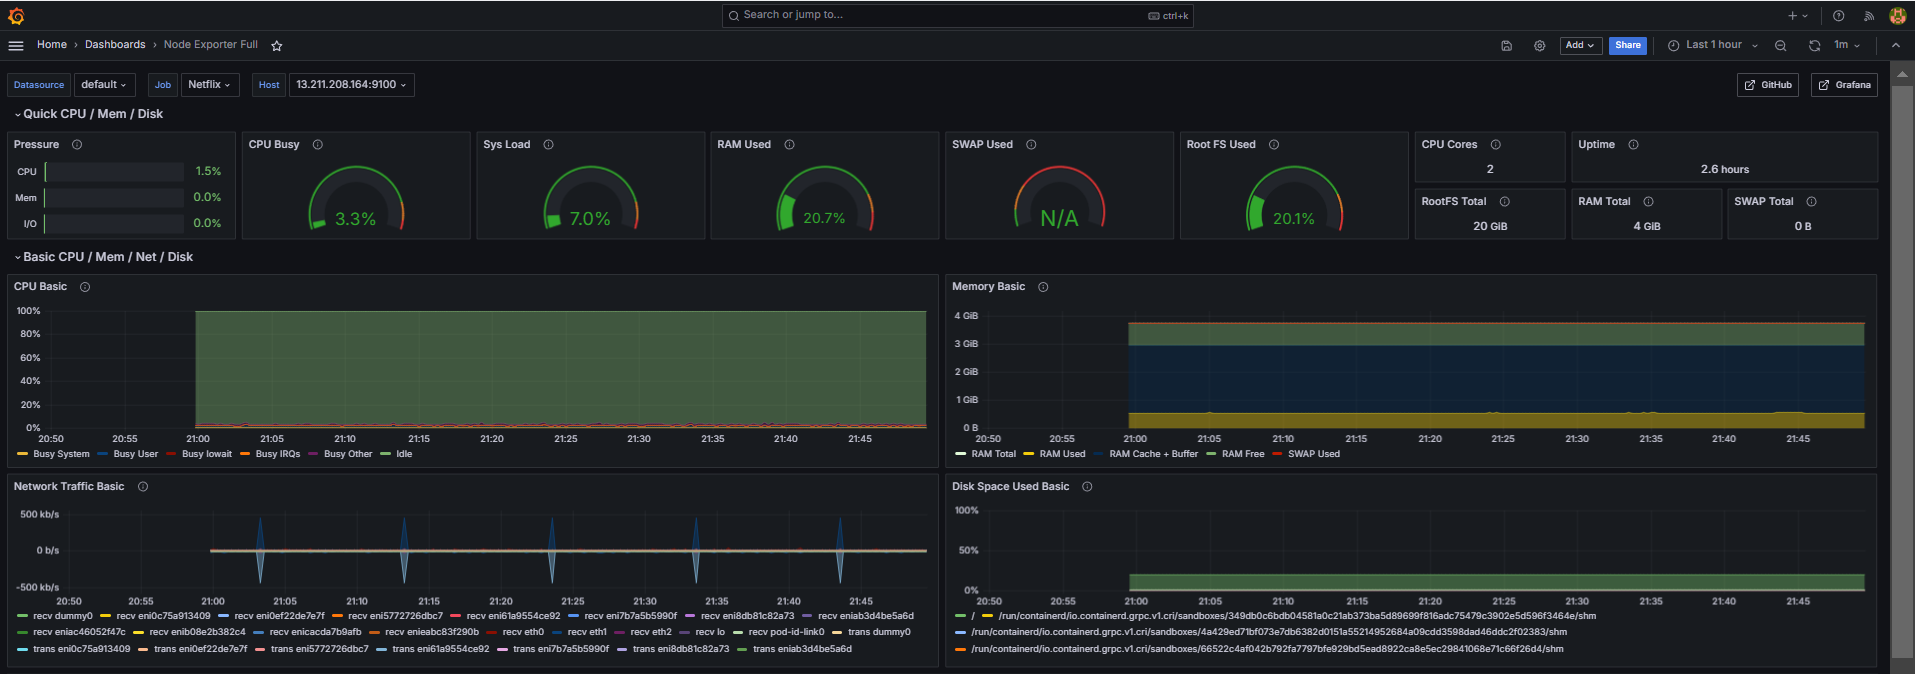 Search or jump to...
ctrl+k
Home › Dashboards › Node Exporter Full
Add
Share
Last 1 hour
1m
Datasource default Job Netflix Host 13.211.208.164:9100
GitHub
Grafana
Quick CPU / Mem / Disk
Pressure
CPU 1.5%
Mem 0.0%
I/O 0.0%
CPU Busy
3.3%
Sys Load
7.0%
RAM Used
20.7%
SWAP Used
N/A
Root FS Used
20.1%
CPU Cores
2
Uptime
2.6 hours
RootFS Total
20 GiB
RAM Total
4 GiB
SWAP Total
0 B
Basic CPU / Mem / Net / Disk
CPU Basic
100%
80%
60%
40%
20%
0%
20:50 20:55 21:00 21:05 21:10 21:15 21:20 21:25 21:30 21:35 21:40 21:45
Busy System Busy User Busy Iowait Busy IRQs Busy Other Idle
Memory Basic
4 GiB
3 GiB
2 GiB
1 GiB
0 B
20:50 20:55 21:00 21:05 21:10 21:15 21:20 21:25 21:30 21:35 21:40 21:45
RAM Total RAM Used RAM Cache + Buffer RAM Free SWAP Used
Network Traffic Basic
500 kb/s
0 b/s
-500 kb/s
20:50 20:55 21:00 21:05 21:10 21:15 21:20 21:25 21:30 21:35 21:40 21:45
recv dummy0 recv eni0c75a913409 recv eni0ef22de7e7f recv eni5772726dbc7 recv eni61a9554ce92 recv eni7b7a5b5990f recv eni8db81c82a73 recv eniab3d4be5a6d
recv eniac46052f47c recv enib08e2b382c4 recv enicacda7b9afb recv enieabc83f290b recv eth0 recv eth1 recv eth2 recv lo recv pod-id-link0 trans dummy0
trans eni0c75a913409 trans eni0ef22de7e7f trans eni5772726dbc7 trans eni61a9554ce92 trans eni7b7a5b5990f trans eni8db81c82a73 trans eniab3d4be5a6d
Disk Space Used Basic
100%
50%
0%
20:50 20:55 21:00 21:05 21:10 21:15 21:20 21:25 21:30 21:35 21:40 21:45
/ /run/containerd/io.containerd.grpc.v1.cri/sandboxes/349db0c6bdb04581a0c21ab373ba5d89699f816adc75479c3902e5d596f3464e/shm
/run/containerd/io.containerd.grpc.v1.cri/sandboxes/4a429ed71bf073e7db6382d0151a55214952684a09cdd3598dad46ddc2f02383/shm
/run/containerd/io.containerd.grpc.v1.cri/sandboxes/66522c4af042b792fa7797bfe929bd5ead8922ca8e5ec29841068e71c66f26d4/shm